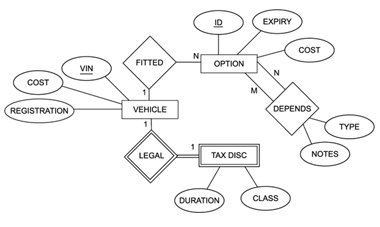 ID
EXPIRY
COST
FITTED
N
OPTION
VIN
COST
N
M
1
REGISTRATION
VEHICLE
DEPENDS
1
TYPE
LEGAL
1
TAX DISC
NOTES
DURATION
CLASS